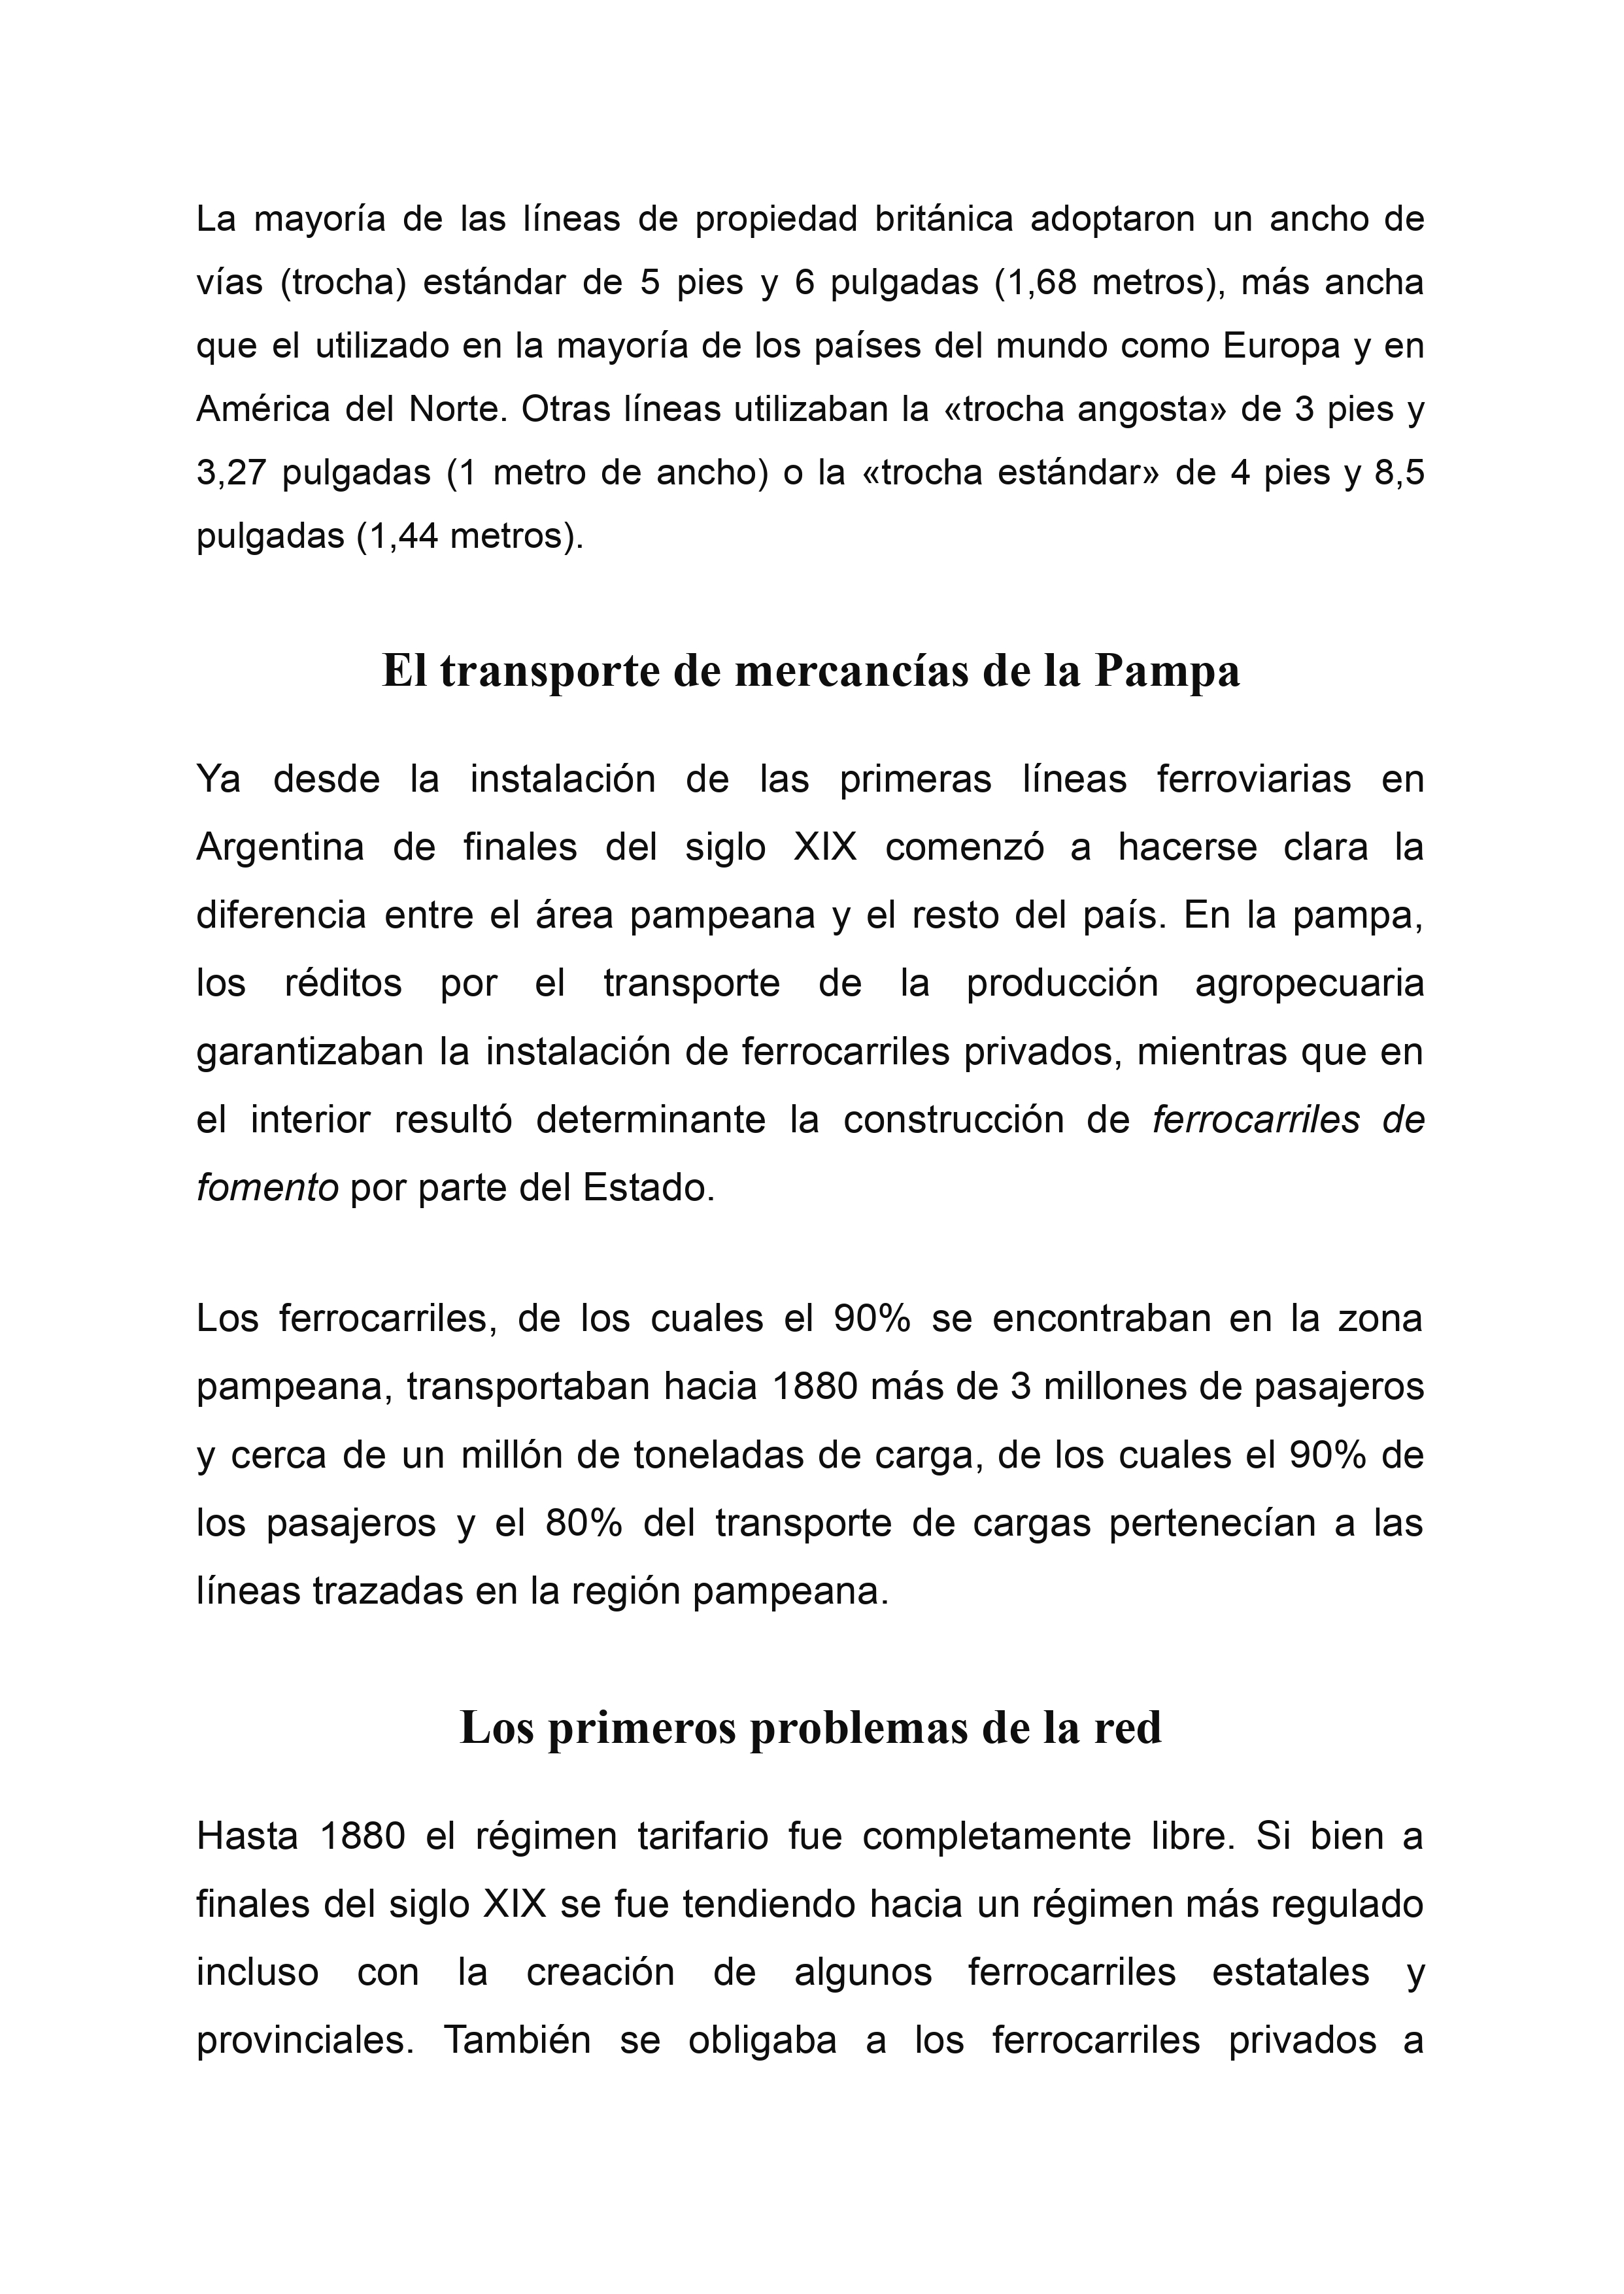 La mayoría de las líneas de propiedad británica adoptaron un ancho de
vías (trocha) estándar de 5 pies y 6 pulgadas (1,68 metros), más ancha
que el utilizado en la mayoría de los países del mundo como Europa y en
América del Norte. Otras líneas utilizaban la «trocha angosta» de 3 pies y
3,27 pulgadas (1 metro de ancho) o la «trocha estándar» de 4 pies y 8,5
pulgadas (1,44 metros).
El transporte de mercancías de la Pampa
Ya desde la instalación de las primeras líneas ferroviarias en
Argentina de finales del siglo XIX comenzó a hacerse clara la
diferencia entre el área pampeana y el resto del país. En la pampa,
los réditos por el transporte de la producción agropecuaria
garantizaban la instalación de ferrocarriles privados, mientras que en
el interior resultó determinante la construcción de ferrocarriles de
fomento por parte del Estado.
Los ferrocarriles, de los cuales el 90% se encontraban en la zona
pampeana, transportaban hacia 1880 más de 3 millones de pasajeros
y cerca de un millón de toneladas de carga, de los cuales el 90% de
los pasajeros y el 80% del transporte de cargas pertenecían a las
líneas trazadas en la región pampeana.
Los primeros problemas de la red
Hasta 1880 el régimen tarifario fue completamente libre. Si bien a
finales del siglo XIX se fue tendiendo hacia un régimen más regulado
incluso con la creación de algunos ferrocarriles estatales y
provinciales. También se obligaba a los ferrocarriles privados a